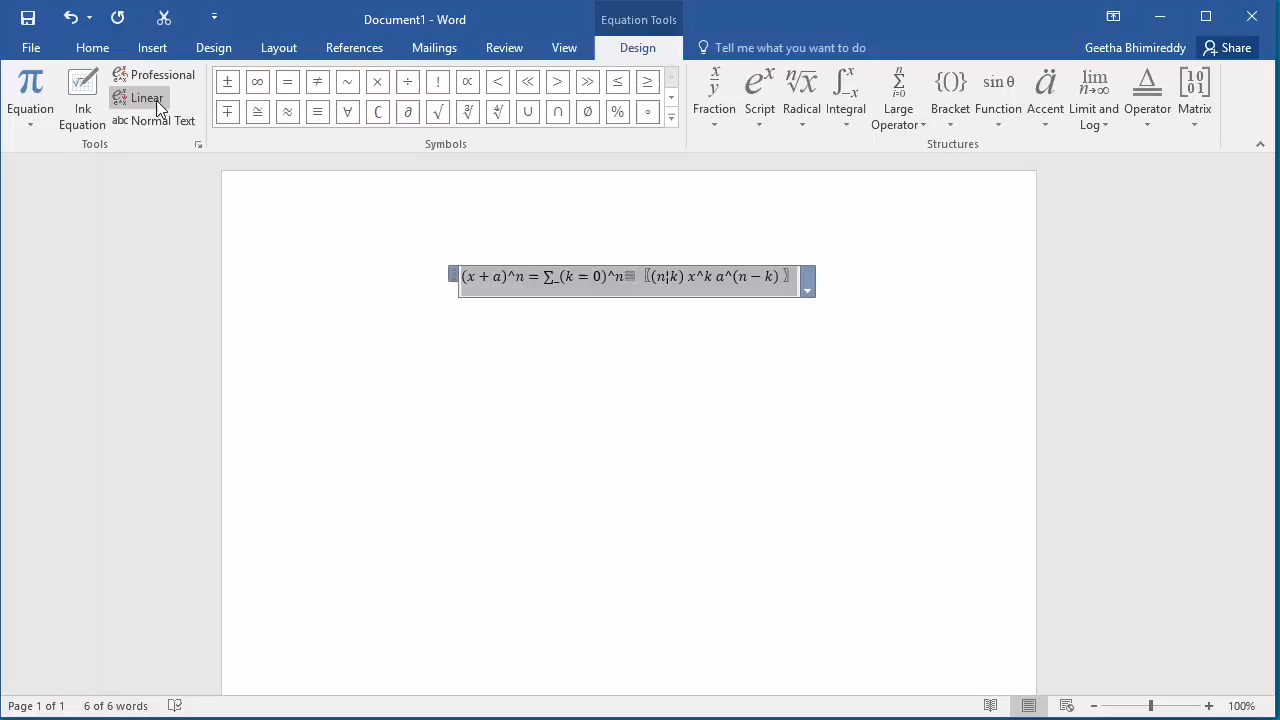 Document1 - Word
Equation Tools
File Home Insert Design Layout References Mailings Review View Design Tell me what you want to do Geetha Bhimireddy Share
Equation
Ink Equation
Professional
Linear
abc Normal Text
Tools
± ∞ = ≠ ~ × ÷ ! ∝ < ≪ > ≫ ≤ ≥
∓ ≅ ≈ ≡ ∀ ∁ ∂ √ ∛ ∜ ∪ ∩ ∅ % °
Symbols
Fraction Script Radical Integral Large Operator Bracket Function Accent Limit and Log Operator Matrix
Structures
(x + a)^n = ∑_(k = 0)^n▒〖(n¦k) x^k a^(n − k) 〗
Page 1 of 1 6 of 6 words 100%